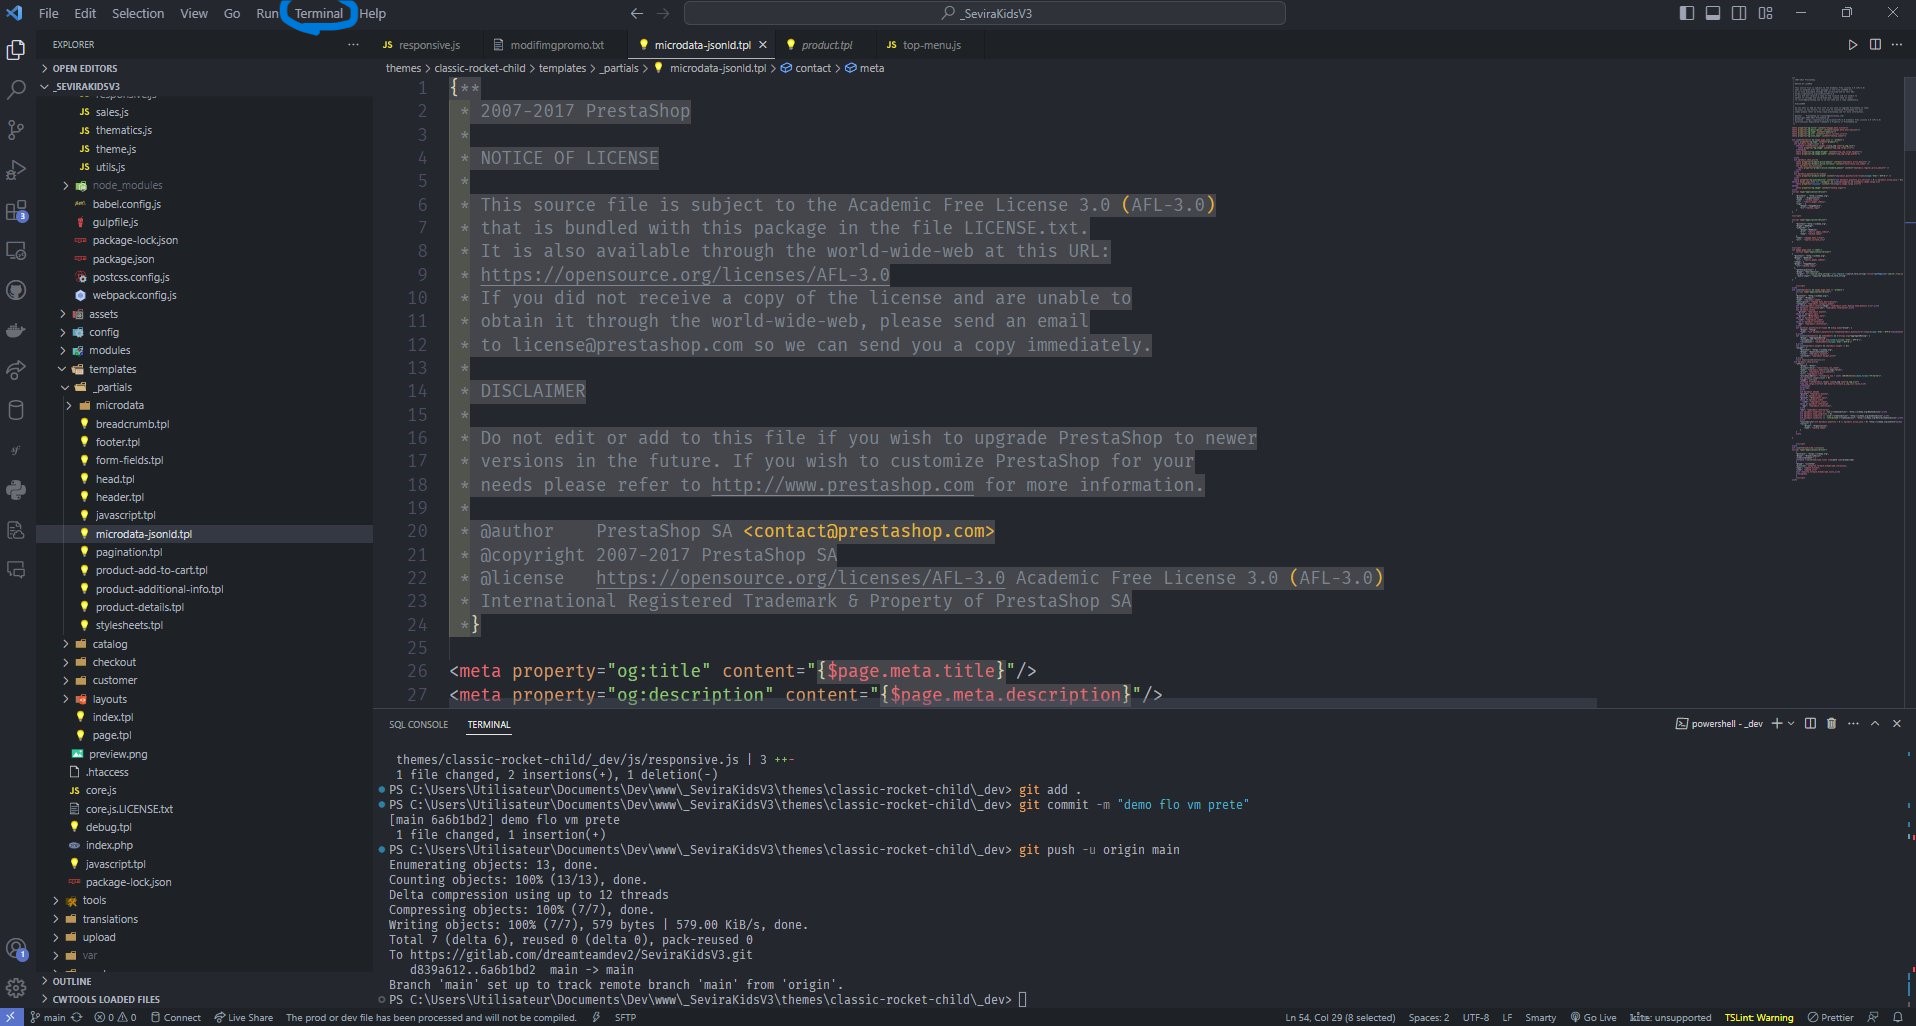 File Edit Selection View Go Run Terminal Help
_SeviraKidsV3
EXPLORER
OPEN EDITORS
_SEVIRAKIDSV3
responsive.js
sales.js
thematics.js
theme.js
utils.js
node_modules
babel.config.js
gulpfile.js
package-lock.json
package.json
postcss.config.js
webpack.config.js
assets
config
modules
templates
_partials
microdata
breadcrumb.tpl
footer.tpl
form-fields.tpl
head.tpl
header.tpl
javascript.tpl
microdata-jsonld.tpl
pagination.tpl
product-add-to-cart.tpl
product-additional-info.tpl
product-details.tpl
stylesheets.tpl
catalog
checkout
customer
layouts
index.tpl
page.tpl
preview.png
.htaccess
core.js
core.js.LICENSE.txt
debug.tpl
index.php
javascript.tpl
package-lock.json
tools
translations
upload
var
OUTLINE
CWTOOLS LOADED FILES
JS responsive.js modifimgpromo.txt microdata-jsonld.tpl product.tpl JS top-menu.js
themes > classic-rocket-child > templates > _partials > microdata-jsonld.tpl > contact > meta
1 {**
2 * 2007-2017 PrestaShop
3 *
4 * NOTICE OF LICENSE
5 *
6 * This source file is subject to the Academic Free License 3.0 (AFL-3.0)
7 * that is bundled with this package in the file LICENSE.txt.
8 * It is also available through the world-wide-web at this URL:
9 * https://opensource.org/licenses/AFL-3.0
10 * If you did not receive a copy of the license and are unable to
11 * obtain it through the world-wide-web, please send an email
12 * to license@prestashop.com so we can send you a copy immediately.
13 *
14 * DISCLAIMER
15 *
16 * Do not edit or add to this file if you wish to upgrade PrestaShop to newer
17 * versions in the future. If you wish to customize PrestaShop for your
18 * needs please refer to http://www.prestashop.com for more information.
19 *
20 * @author    PrestaShop SA <contact@prestashop.com>
21 * @copyright 2007-2017 PrestaShop SA
22 * @license   https://opensource.org/licenses/AFL-3.0 Academic Free License 3.0 (AFL-3.0)
23 * International Registered Trademark & Property of PrestaShop SA
24 *}
25
26 <meta property="og:title" content="{$page.meta.title}"/>
27 <meta property="og:description" content="{$page.meta.description}"/>
SQL CONSOLE TERMINAL
powershell - _dev
themes/classic-rocket-child/_dev/js/responsive.js | 3 ++-
1 file changed, 2 insertions(+), 1 deletion(-)
PS C:\Users\Utilisateur\Documents\Dev\www\_SeviraKidsV3\themes\classic-rocket-child\_dev> git add .
PS C:\Users\Utilisateur\Documents\Dev\www\_SeviraKidsV3\themes\classic-rocket-child\_dev> git commit -m "demo flo vm prete"
[main 6a6b1bd2] demo flo vm prete
1 file changed, 1 insertion(+)
PS C:\Users\Utilisateur\Documents\Dev\www\_SeviraKidsV3\themes\classic-rocket-child\_dev> git push -u origin main
Enumerating objects: 13, done.
Counting objects: 100% (13/13), done.
Delta compression using up to 12 threads
Compressing objects: 100% (7/7), done.
Writing objects: 100% (7/7), 579 bytes | 579.00 KiB/s, done.
Total 7 (delta 6), reused 0 (delta 0), pack-reused 0
To https://gitlab.com/dreamteamdev2/SeviraKidsV3.git
d839a612..6a6b1bd2  main -> main
Branch 'main' set up to track remote branch 'main' from 'origin'.
PS C:\Users\Utilisateur\Documents\Dev\www\_SeviraKidsV3\themes\classic-rocket-child\_dev>
main 0 0 Connect Live Share The prod or dev file has been processed and will not be compiled. SFTP Ln 54, Col 29 (8 selected) Spaces: 2 UTF-8 LF Smarty Go Live kite: unsupported TSLint: Warning Prettier